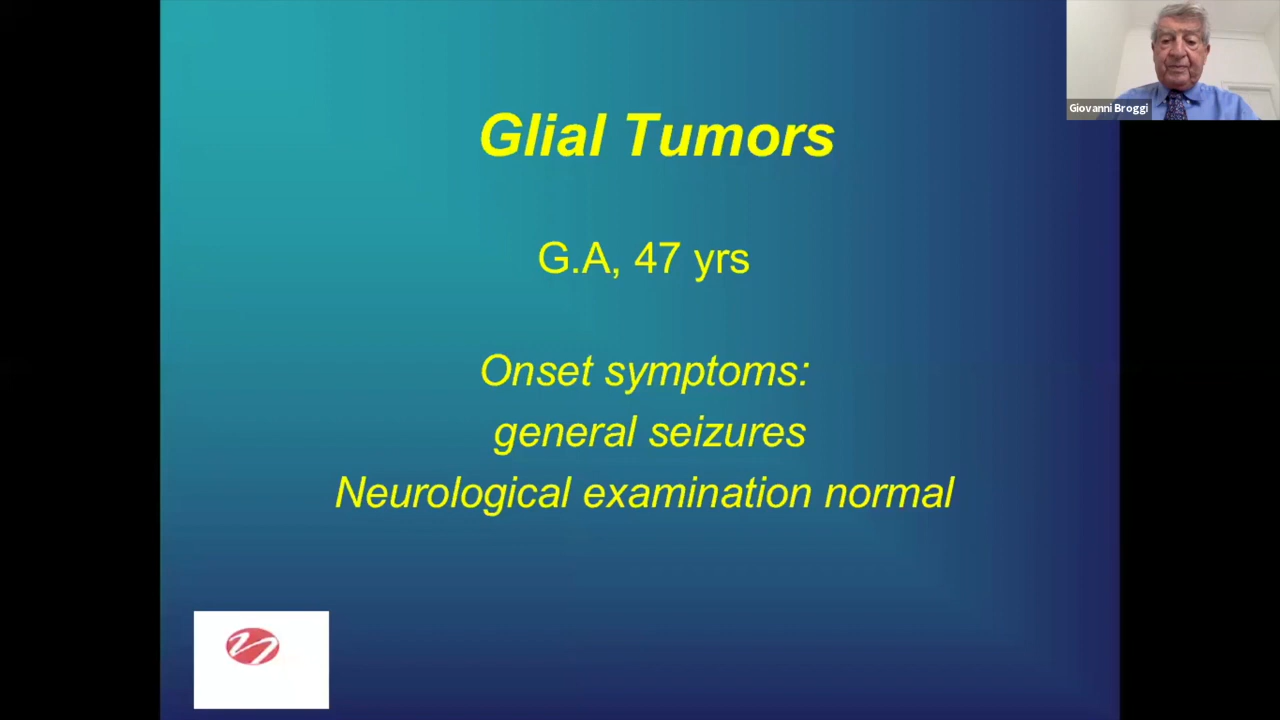 Giovanni Broggi
Glial Tumors
G.A, 47 yrs
Onset symptoms:
general seizures
Neurological examination normal